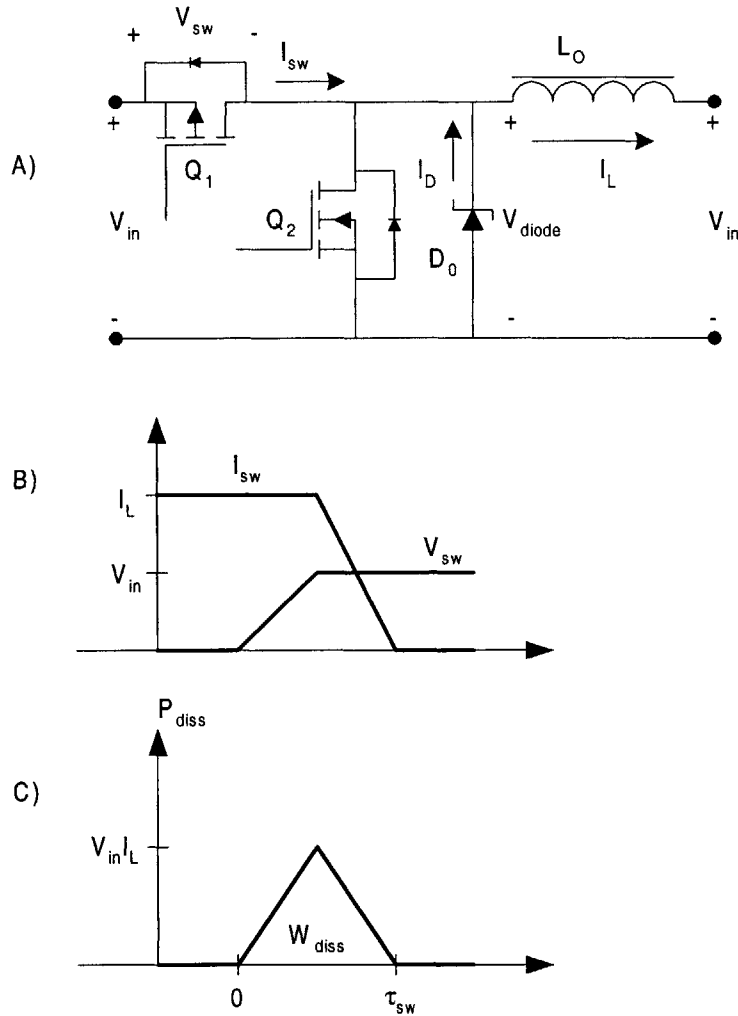 + V_sw -
I_sw
L_O
+ + +
A)
Q_1
I_D
I_L
V_in
Q_2
V_diode
V_in
D_0
- - -
B)
I_sw
I_L
V_sw
V_in
P_diss
C)
V_in I_L
W_diss
0 τ_sw